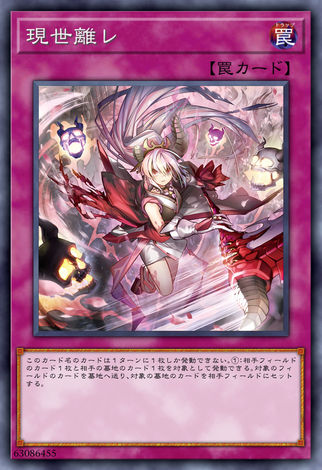 現世離レ
トラップ
罠
【罠カード】
このカード名のカードは1ターンに1枚しか発動できない。①:相手フィールド
のカード1枚と相手の墓地のカード1枚を対象として発動できる。対象のフィ
ールドのカードを墓地へ送り、対象の墓地のカードを相手フィールドにセット
する。
63086455